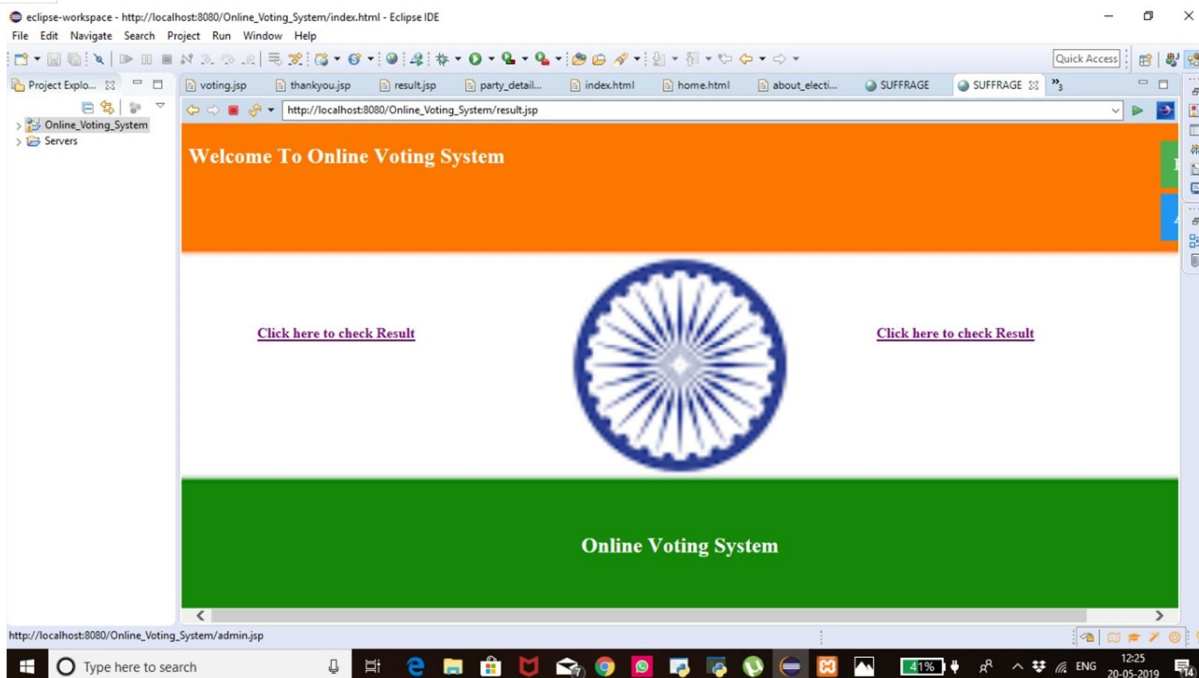 eclipse-workspace - http://localhost:8080/Online_Voting_System/index.html - Eclipse IDE
File Edit Navigate Search Project Run Window Help
Quick Access
Project Explo...
voting.jsp thankyou.jsp result.jsp party_detail... index.html home.html about_electi... SUFFRAGE SUFFRAGE »3
http://localhost:8080/Online_Voting_System/result.jsp
Online_Voting_System
Servers
Welcome To Online Voting System
Click here to check Result Click here to check Result
Online Voting System
http://localhost:8080/Online_Voting_System/admin.jsp
Type here to search
41%
ENG
12:25
20-05-2019